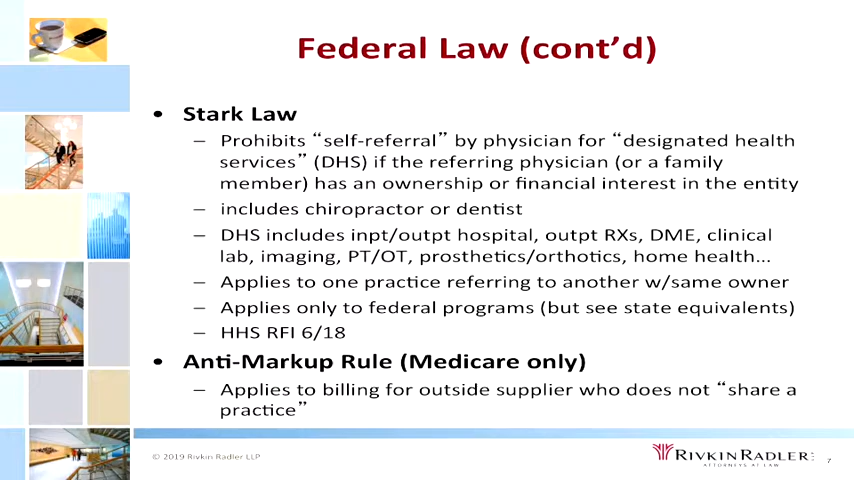 Federal Law (cont’d)
• Stark Law
– Prohibits “self-referral” by physician for “designated health
services” (DHS) if the referring physician (or a family
member) has an ownership or financial interest in the entity
– includes chiropractor or dentist
– DHS includes inpt/outpt hospital, outpt RXs, DME, clinical
lab, imaging, PT/OT, prosthetics/orthotics, home health...
– Applies to one practice referring to another w/same owner
– Applies only to federal programs (but see state equivalents)
– HHS RFI 6/18
• Anti-Markup Rule (Medicare only)
– Applies to billing for outside supplier who does not “share a
practice”
© 2019 Rivkin Radler LLP
RIVKIN RADLER
ATTORNEYS AT LAW
7